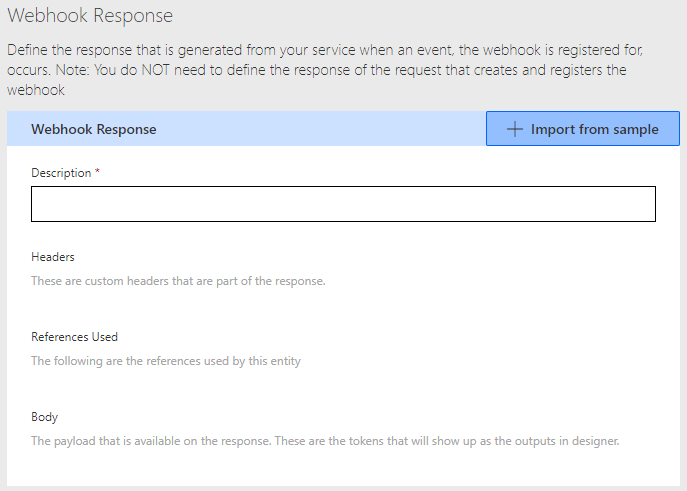 Webhook Response
Define the response that is generated from your service when an event, the webhook is registered for,
occurs. Note: You do NOT need to define the response of the request that creates and registers the
webhook
Webhook Response
Import from sample
Description *
Headers
These are custom headers that are part of the response.
References Used
The following are the references used by this entity
Body
The payload that is available on the response. These are the tokens that will show up as the outputs in designer.